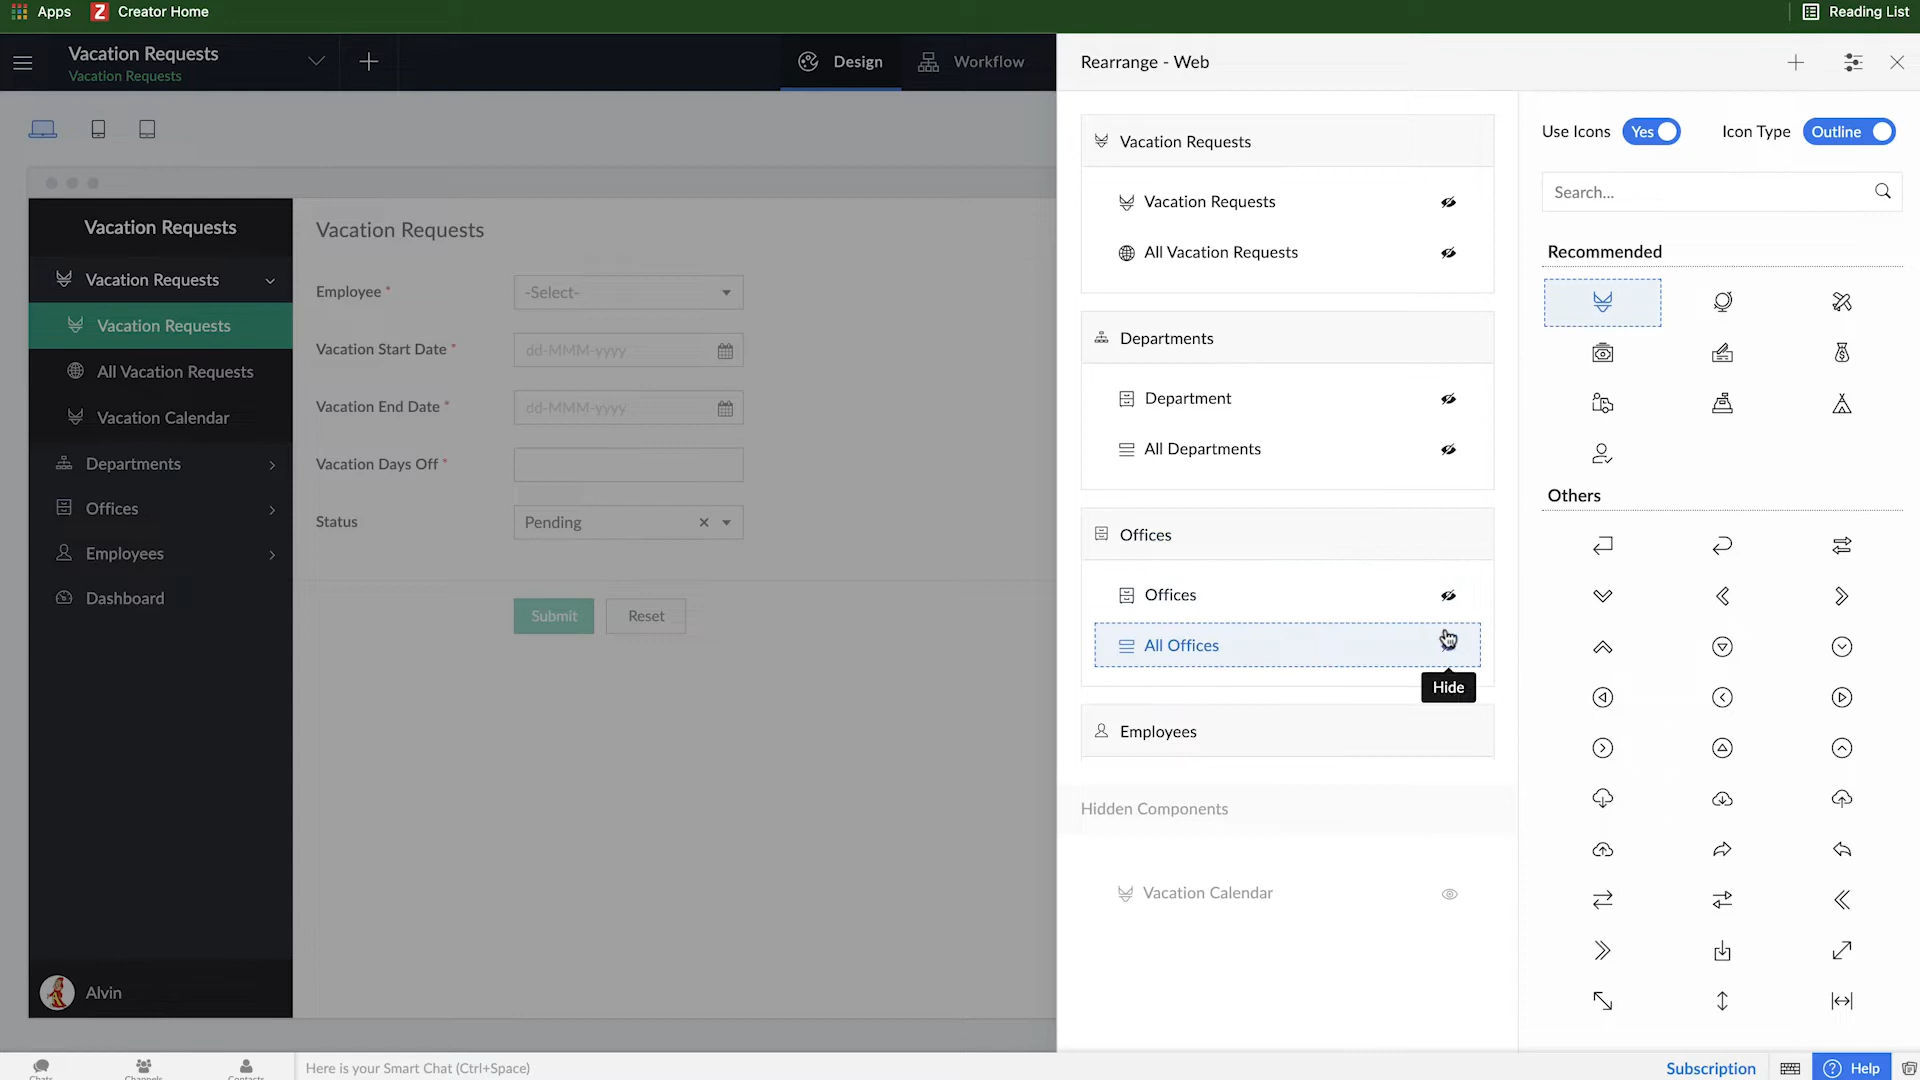 Apps
Creator Home
Reading List
Vacation Requests
Vacation Requests
Design
Workflow
Rearrange - Web
Vacation Requests
Vacation Requests
Vacation Requests
All Vacation Requests
Vacation Calendar
Departments
Offices
Employees
Dashboard
Alvin
Vacation Requests
Employee *
-Select-
Vacation Start Date *
dd-MMM-yyyy
Vacation End Date *
dd-MMM-yyyy
Vacation Days Off *
Status
Pending
Submit
Reset
Vacation Requests
Vacation Requests
All Vacation Requests
Departments
Department
All Departments
Offices
Offices
All Offices
Hide
Employees
Hidden Components
Vacation Calendar
Use Icons
Yes
Icon Type
Outline
Search...
Recommended
Others
Chats
Channels
Contacts
Here is your Smart Chat (Ctrl+Space)
Subscription
Help